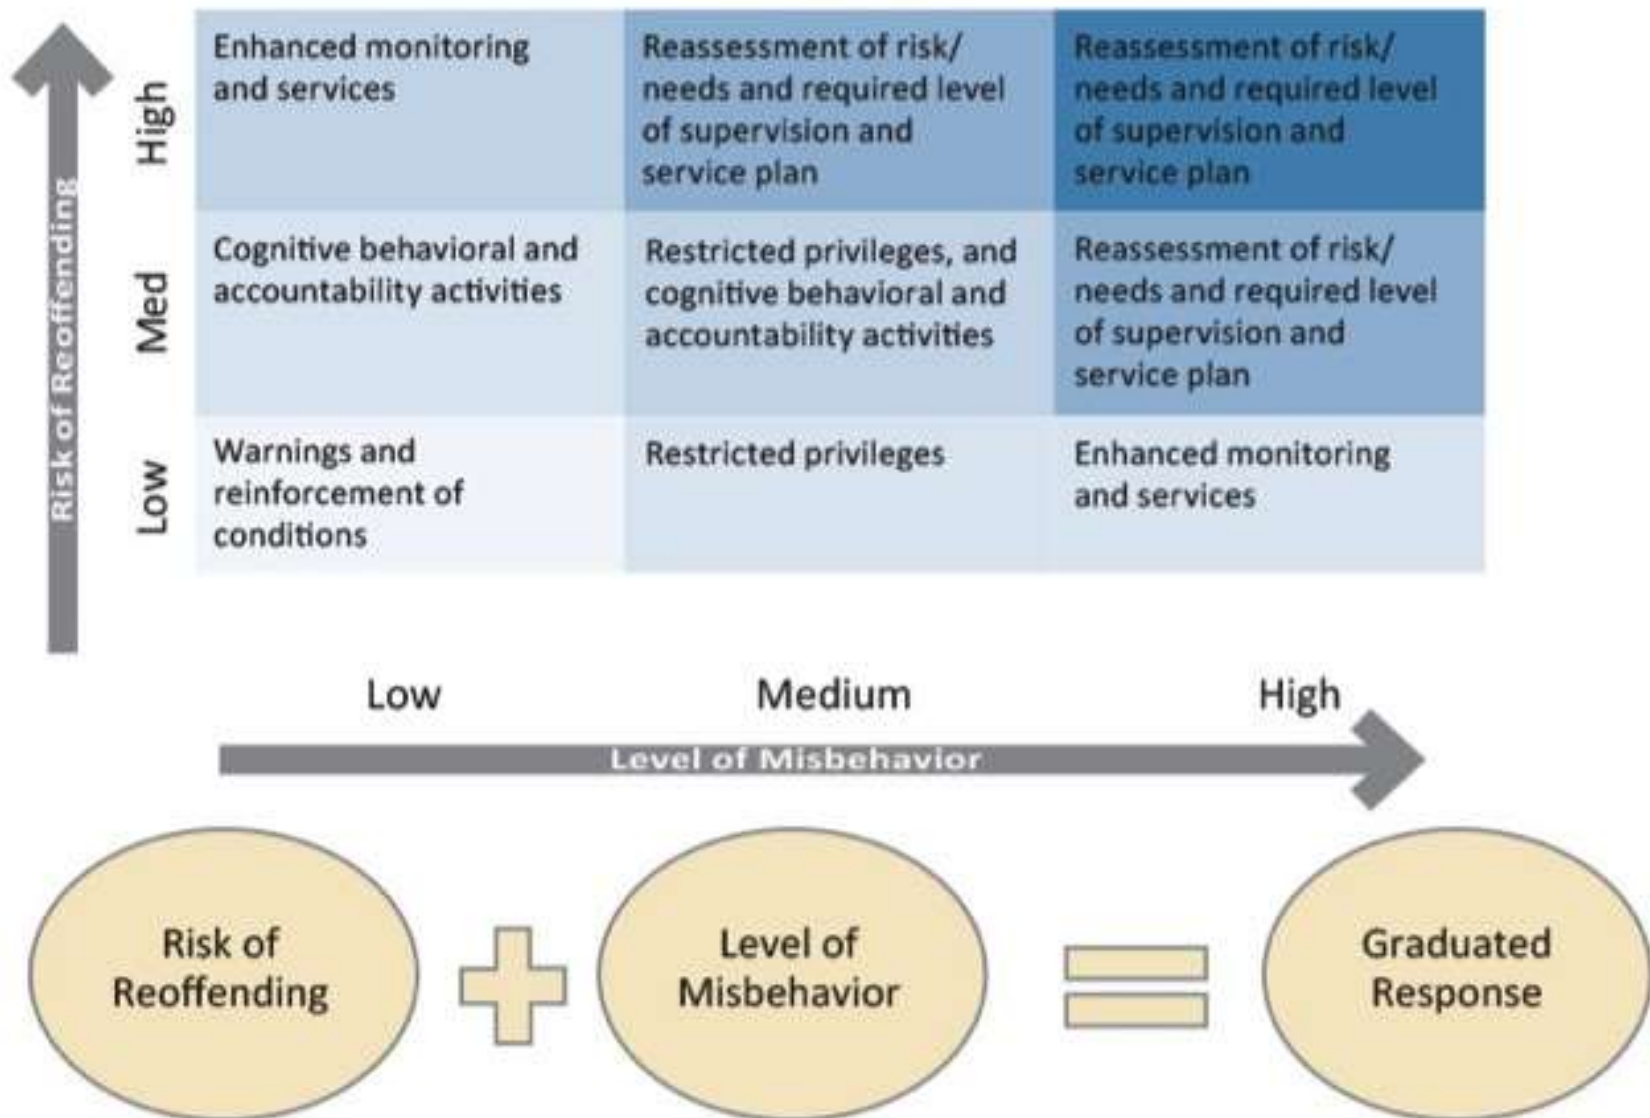 Risk of Reoffending
High
Enhanced monitoring
and services
Reassessment of risk/
needs and required level
of supervision and
service plan
Reassessment of risk/
needs and required level
of supervision and
service plan
Med
Cognitive behavioral and
accountability activities
Restricted privileges, and
cognitive behavioral and
accountability activities
Reassessment of risk/
needs and required level
of supervision and
service plan
Low
Warnings and
reinforcement of
conditions
Restricted privileges
Enhanced monitoring
and services
Low
Medium
High
Level of Misbehavior
Risk of
Reoffending
Level of
Misbehavior
Graduated
Response